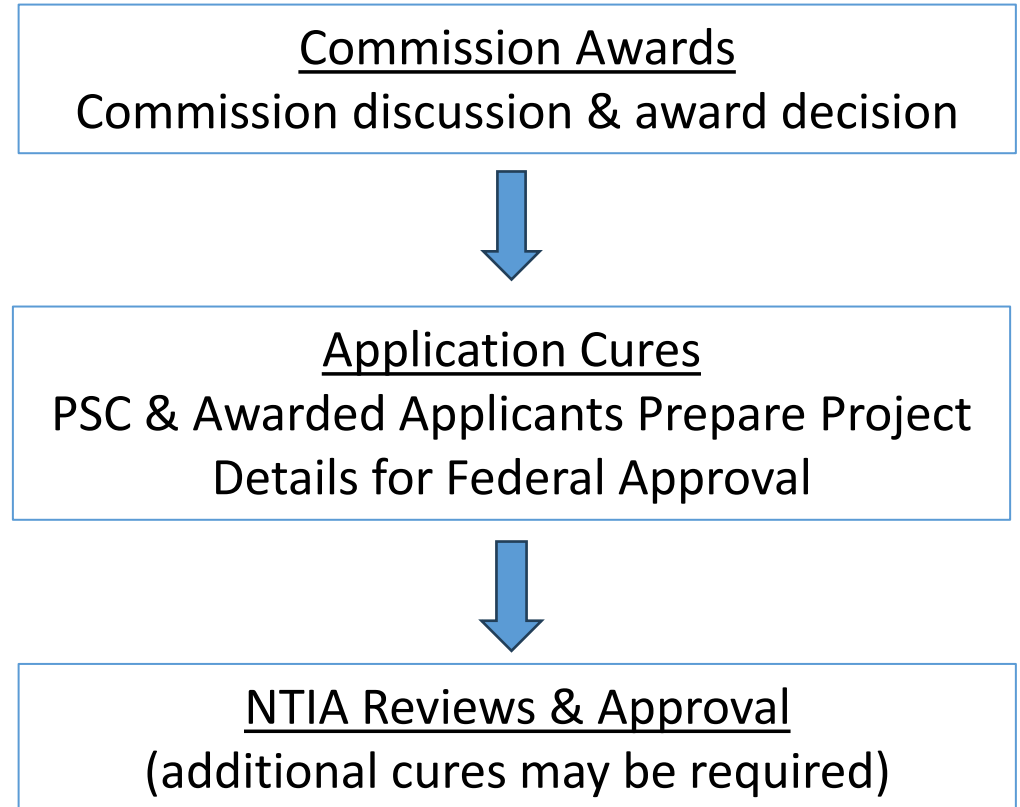 Commission Awards
Commission discussion & award decision
Application Cures
PSC & Awarded Applicants Prepare Project
Details for Federal Approval
NTIA Reviews & Approval
(additional cures may be required)